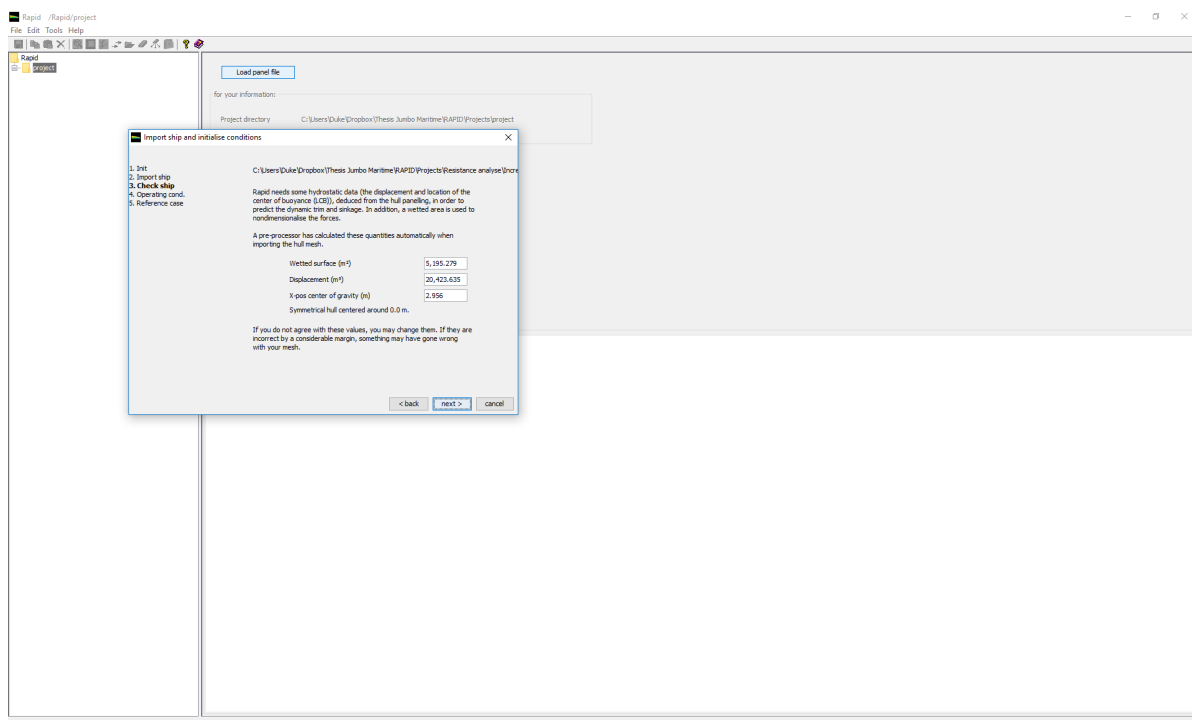 Rapid /Rapid/project
File Edit Tools Help
Rapid
project
Load panel file
for your information:
Project directory C:\Users\Duke\Dropbox\Thesis Jumbo Maritime\RAPID\Projects\project
Import ship and initialise conditions
1. Init
2. Import ship
3. Check ship
4. Operating cond.
5. Reference case
C:\Users\Duke\Dropbox\Thesis Jumbo Maritime\RAPID\Projects\Resistance analyse\Incre
Rapid needs some hydrostatic data (the displacement and location of the
center of buoyance (LCB)), deduced from the hull panelling, in order to
predict the dynamic trim and sinkage. In addition, a wetted area is used to
nondimensionalise the forces.
A pre-processor has calculated these quantities automatically when
importing the hull mesh.
Wetted surface (m²) 5,195.279
Displacement (m³) 20,423.635
X-pos center of gravity (m) 2.956
Symmetrical hull centered around 0.0 m.
If you do not agree with these values, you may change them. If they are
incorrect by a considerable margin, something may have gone wrong
with your mesh.
< back next > cancel